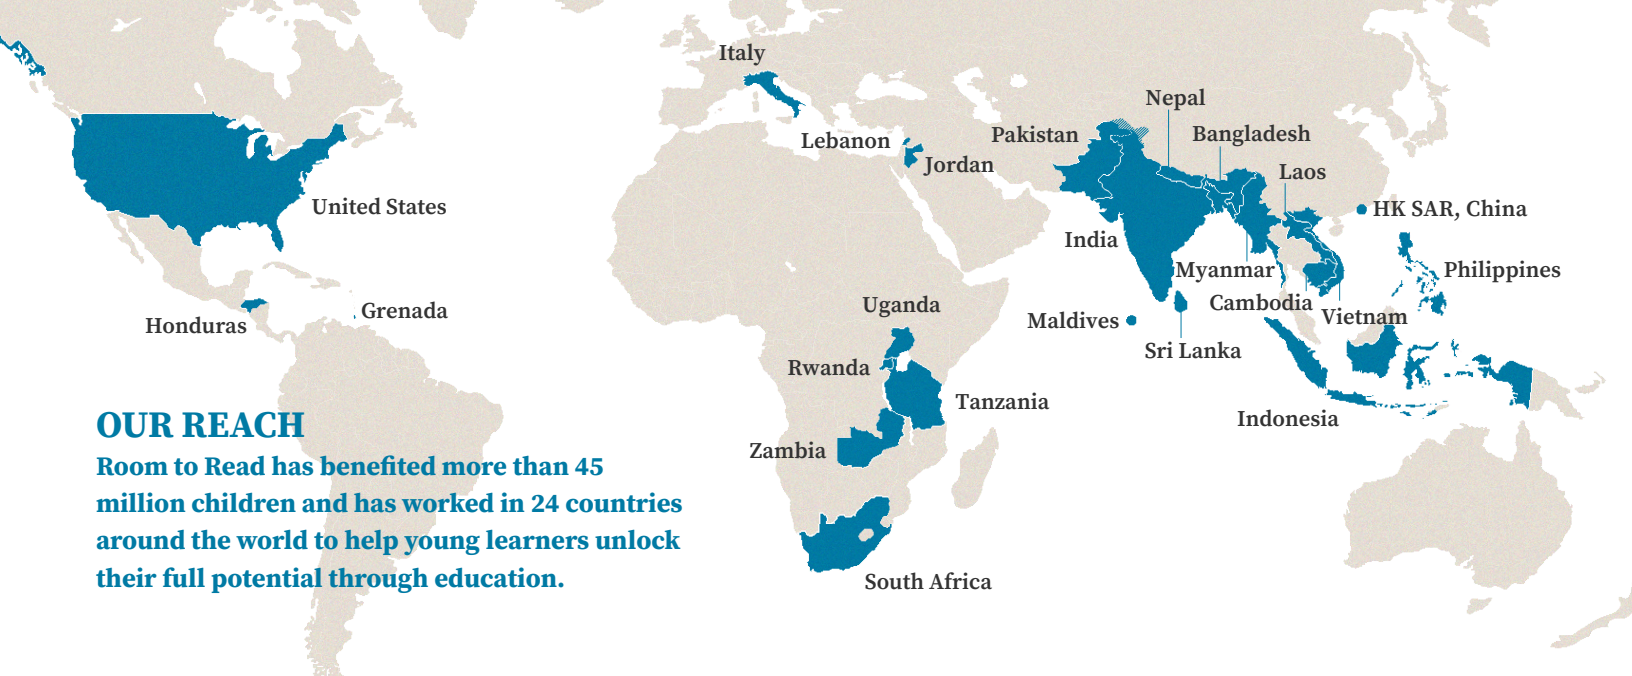 Italy
Nepal
Pakistan
Bangladesh
Lebanon
Jordan
Laos
United States
HK SAR, China
India
Myanmar
Philippines
Cambodia
Vietnam
Uganda
Grenada
Honduras
Maldives
Sri Lanka
Rwanda
Tanzania
Indonesia
Zambia
OUR REACH
Room to Read has benefited more than 45
million children and has worked in 24 countries
around the world to help young learners unlock
their full potential through education.
South Africa